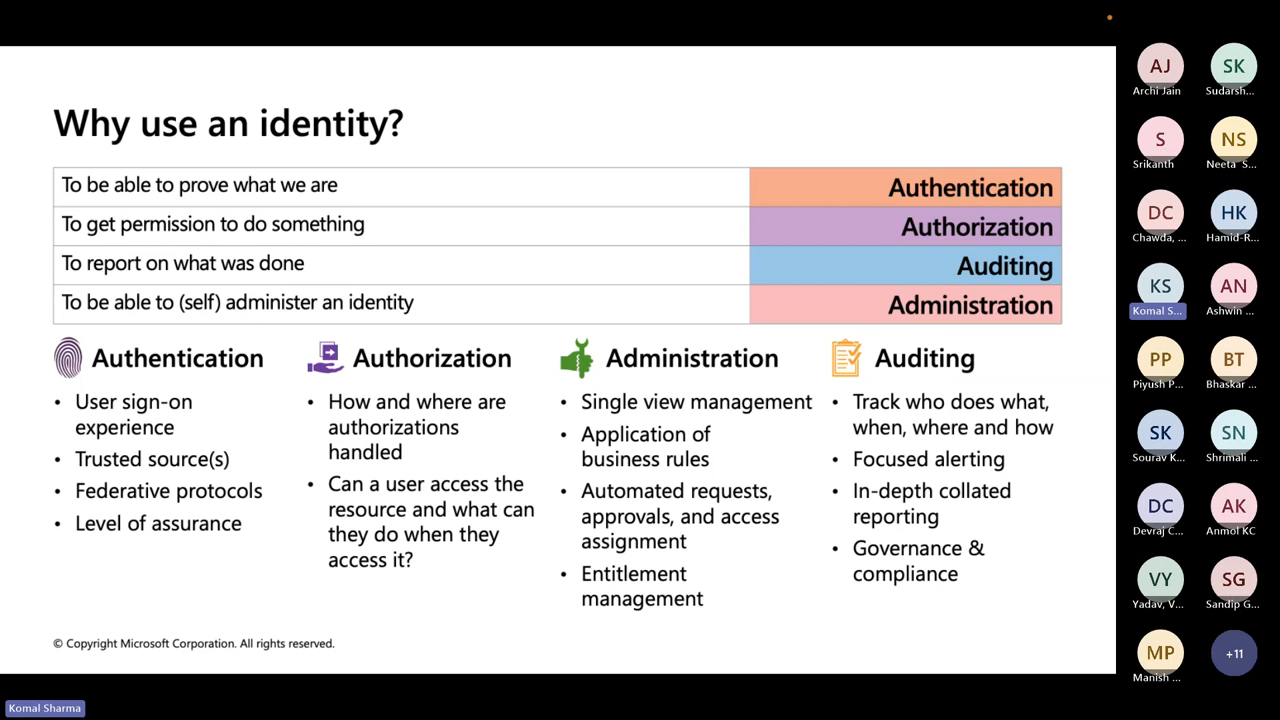 Why use an identity?
To be able to prove what we are
Authentication
To get permission to do something
Authorization
To report on what was done
Auditing
To be able to (self) administer an identity
Administration
Authentication
• User sign-on
experience
• Trusted source(s)
• Federative protocols
• Level of assurance
Authorization
• How and where are
authorizations
handled
• Can a user access the
resource and what can
they do when they
access it?
Administration
• Single view management
• Application of
business rules
• Automated requests,
approvals, and access
assignment
• Entitlement
management
Auditing
• Track who does what,
when, where and how
• Focused alerting
• In-depth collated
reporting
• Governance &
compliance
© Copyright Microsoft Corporation. All rights reserved.
AJ
Archi Jain
SK
Sudarsh...
S
Srikanth
NS
Neeta S...
DC
Chawda, ...
HK
Hamid-R...
KS
Komal S...
AN
Ashwin ...
PP
Piyush P...
BT
Bhaskar ...
SK
Sourav K...
SN
Shrimali ...
DC
Devraj C...
AK
Anmol KC
VY
Yadav, V...
SG
Sandip G...
MP
Manish ...
+11
Komal Sharma